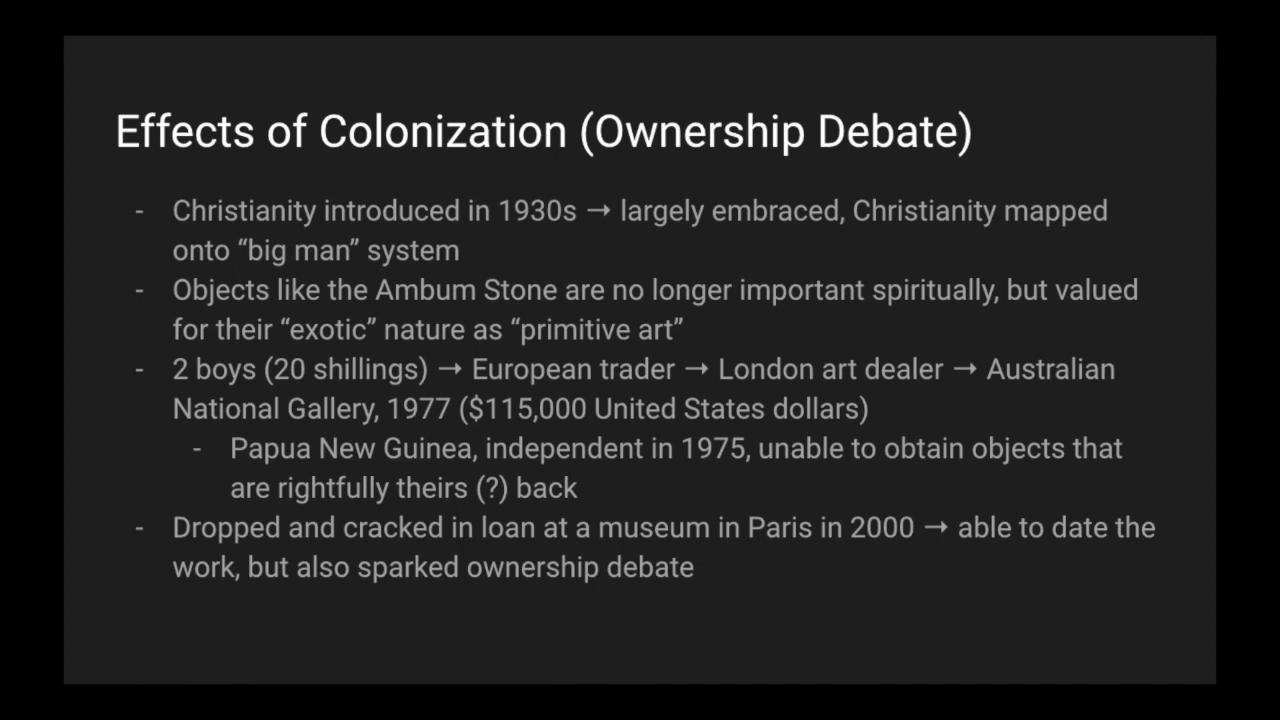 Effects of Colonization (Ownership Debate)
- Christianity introduced in 1930s → largely embraced, Christianity mapped
onto “big man” system
- Objects like the Ambum Stone are no longer important spiritually, but valued
for their “exotic” nature as “primitive art”
- 2 boys (20 shillings) → European trader → London art dealer → Australian
National Gallery, 1977 ($115,000 United States dollars)
- Papua New Guinea, independent in 1975, unable to obtain objects that
are rightfully theirs (?) back
- Dropped and cracked in loan at a museum in Paris in 2000 → able to date the
work, but also sparked ownership debate